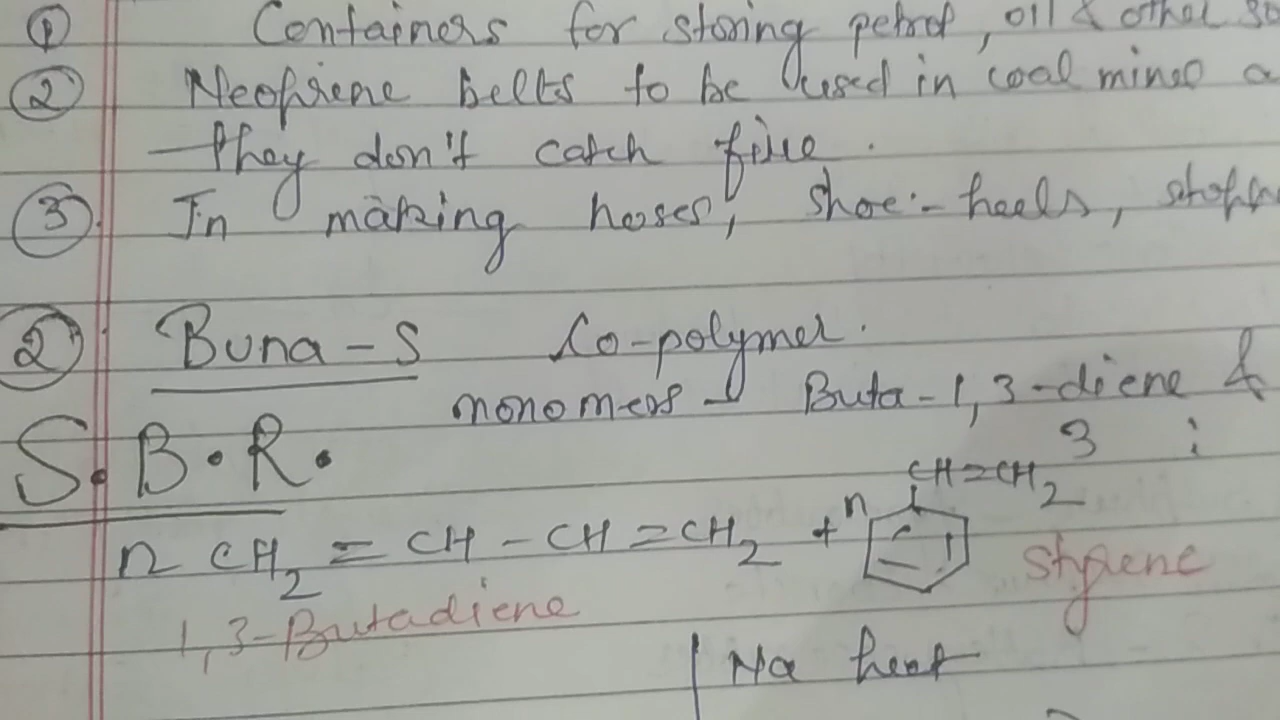 ① Containers for storing petrol, oil & other
② Neoprene belts to be used in coal mines a
they don't catch fire.
③. In making hoses, shoe-heels, stopp
②. Buna-S Co-polymer.
monomers - Buta-1,3-diene &
S.B.R. 3 :
CH=CH2
n CH2 = CH - CH = CH2 + n
Styrene
1,3-Butadiene
Na heat